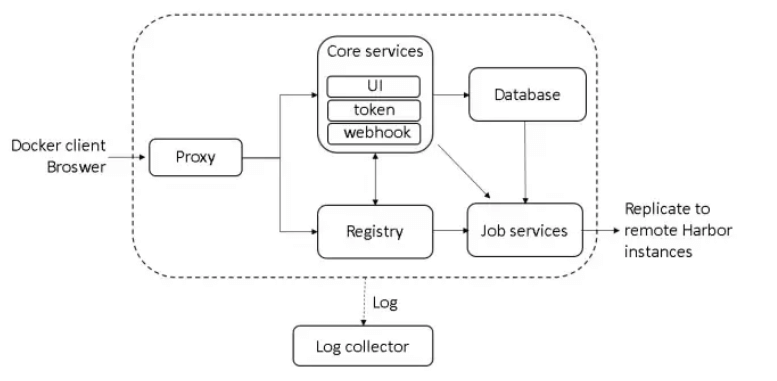 Core services
UI
token
webhook
Database
Docker client
Broswer
Proxy
Registry
Job services
Replicate to
remote Harbor
instances
Log
Log collector